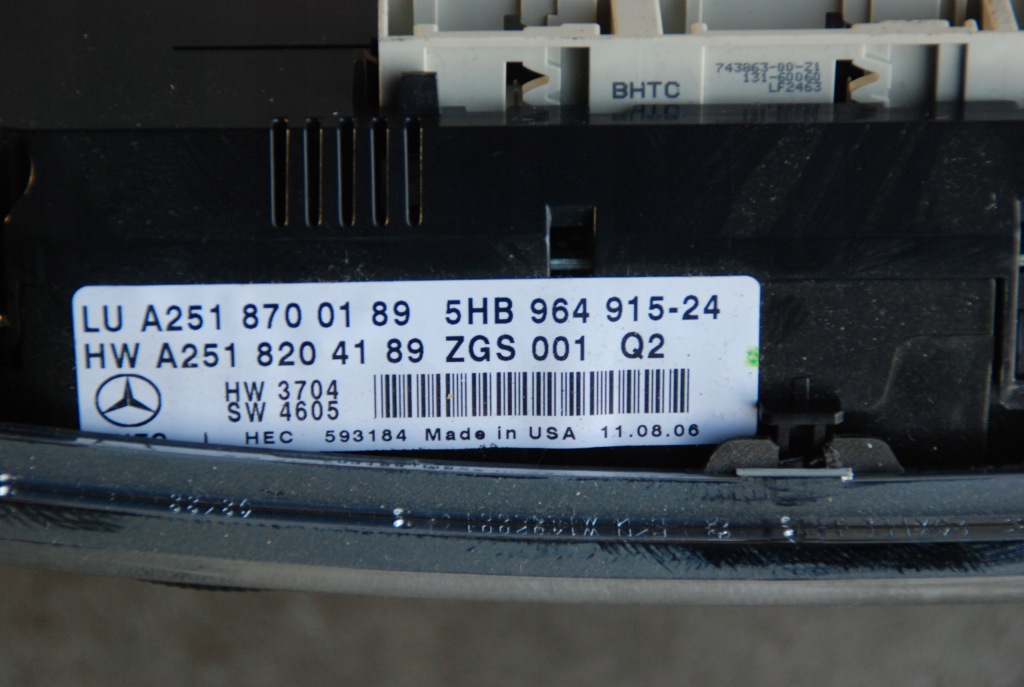 BHTC
743863-00-21
131-60060
LF2463
LU A251 870 01 89 5HB 964 915-24
HW A251 820 41 89 ZGS 001 Q2
HW 3704
SW 4605
HEC 593184 Made in USA 11.08.06